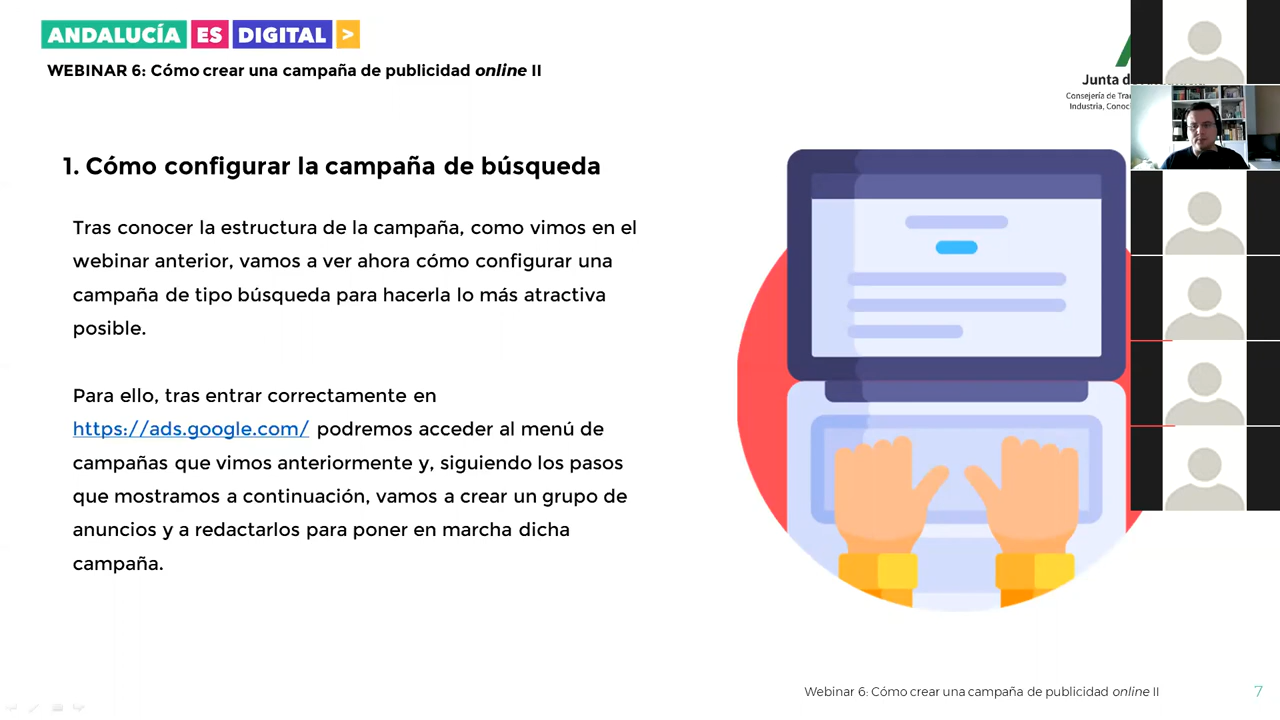 ANDALUCÍA ES DIGITAL >
WEBINAR 6: Cómo crear una campaña de publicidad online II
Junta d
Consejería de
Industria, Conoc
1. Cómo configurar la campaña de búsqueda
Tras conocer la estructura de la campaña, como vimos en el
webinar anterior, vamos a ver ahora cómo configurar una
campaña de tipo búsqueda para hacerla lo más atractiva
posible.
Para ello, tras entrar correctamente en
https://ads.google.com/ podremos acceder al menú de
campañas que vimos anteriormente y, siguiendo los pasos
que mostramos a continuación, vamos a crear un grupo de
anuncios y a redactarlos para poner en marcha dicha
campaña.
Webinar 6: Cómo crear una campaña de publicidad online II
7